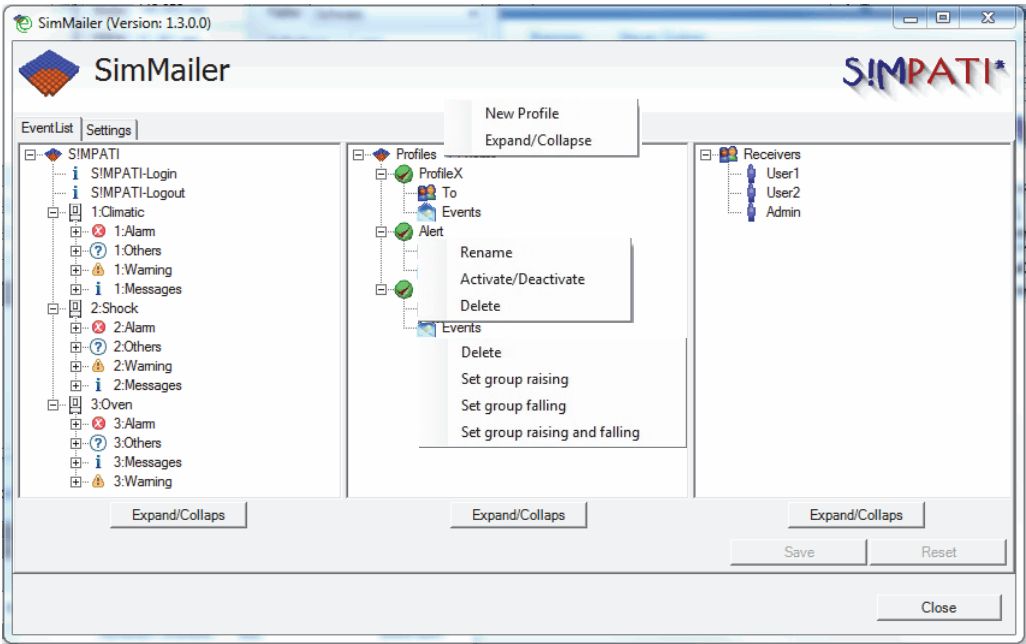 SimMailer (Version: 1.3.0.0)
SimMailer
S!MPATI*
EventList
Settings
S!MPATI
S!MPATI-Login
S!MPATI-Logout
1:Climatic
1:Alarm
1:Others
1:Warning
1:Messages
2:Shock
2:Alarm
2:Others
2:Warning
2:Messages
3:Oven
3:Alarm
3:Others
3:Messages
3:Warning
Expand/Collaps
New Profile
Expand/Collapse
Profiles
ProfileX
To
Events
Alert
Rename
Activate/Deactivate
Delete
Events
Delete
Set group raising
Set group falling
Set group raising and falling
Expand/Collaps
Receivers
User1
User2
Admin
Expand/Collaps
Save
Reset
Close